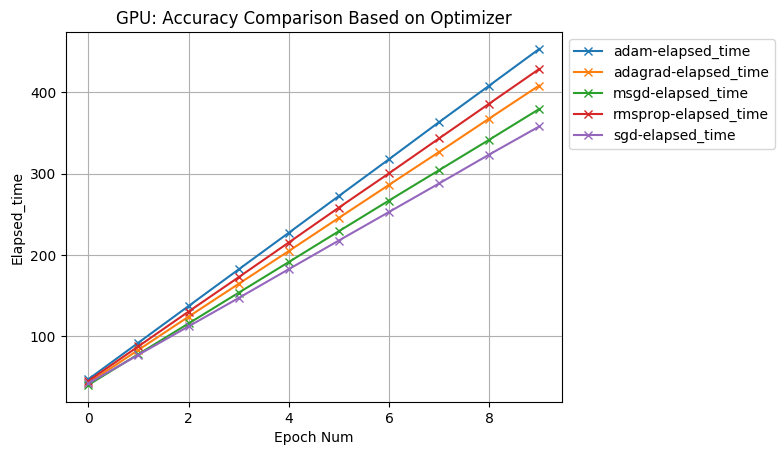 GPU: Accuracy Comparison Based on Optimizer
adam-elapsed_time
adagrad-elapsed_time
msgd-elapsed_time
rmsprop-elapsed_time
sgd-elapsed_time
Elapsed_time
400
300
200
100
0 2 4 6 8
Epoch Num